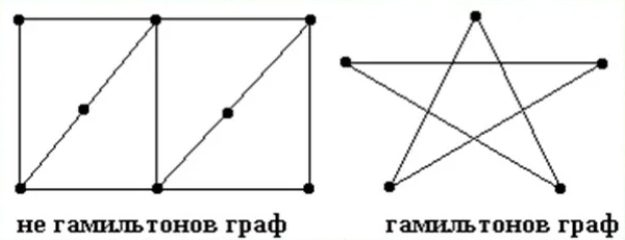 не гамильтонов граф
гамильтонов граф